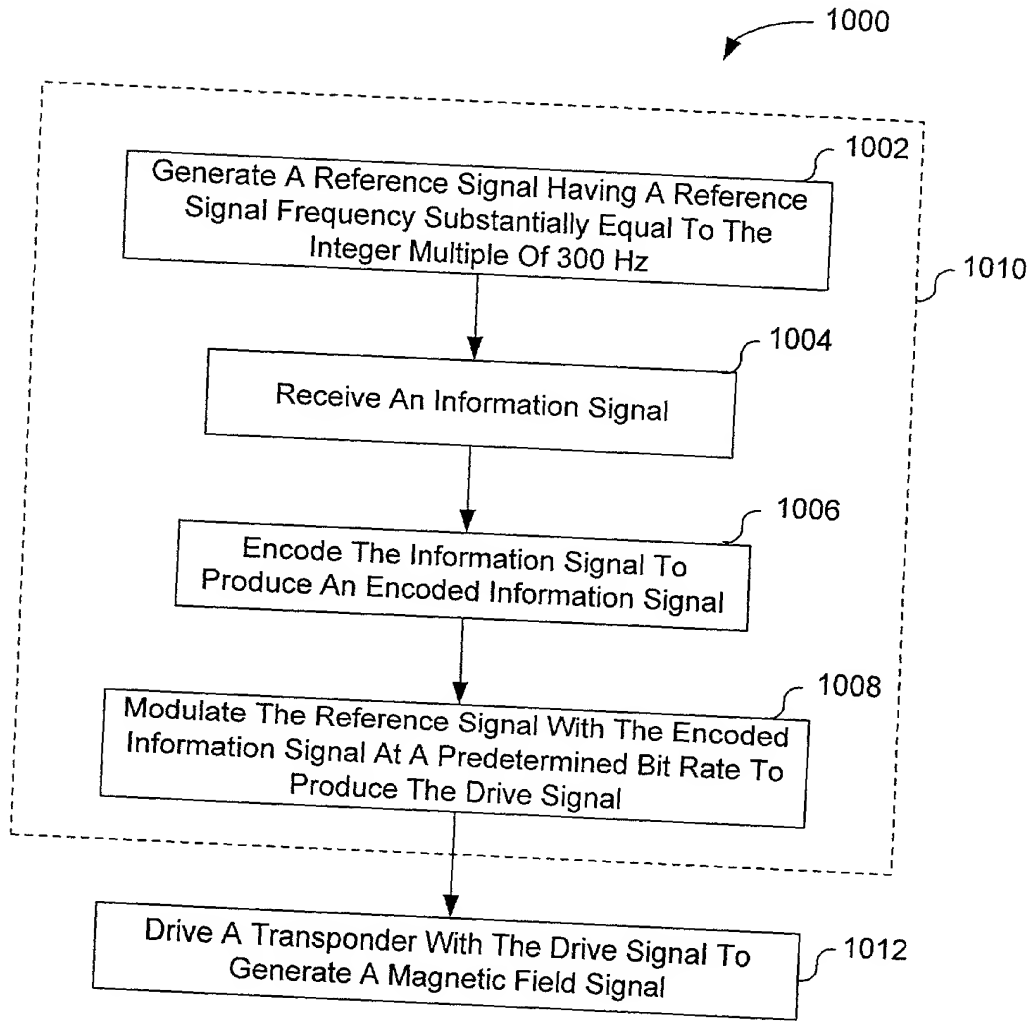 1000
1002
Generate A Reference Signal Having A Reference
Signal Frequency Substantially Equal To The
Integer Multiple Of 300 Hz
1010
1004
Receive An Information Signal
1006
Encode The Information Signal To
Produce An Encoded Information Signal
1008
Modulate The Reference Signal With The Encoded
Information Signal At A Predetermined Bit Rate To
Produce The Drive Signal
Drive A Transponder With The Drive Signal To
Generate A Magnetic Field Signal
1012